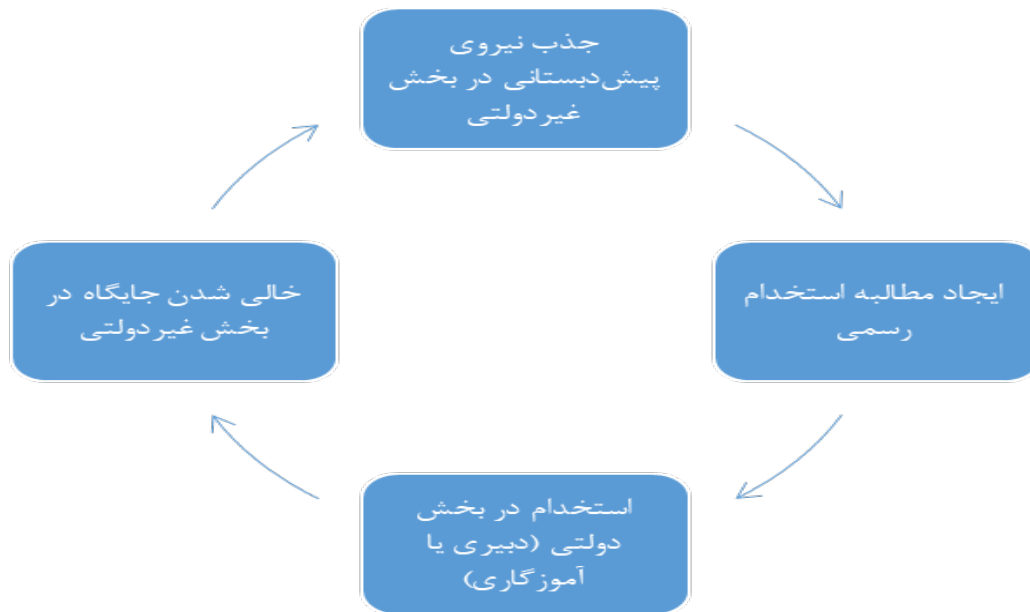 جذب نیروی
پیش‌دبستانی در بخش
غیردولتی
ایجاد مطالبه استخدام
رسمی
استخدام در بخش
دولتی (دبیری یا
آموزگاری)
خالی شدن جایگاه در
بخش غیردولتی